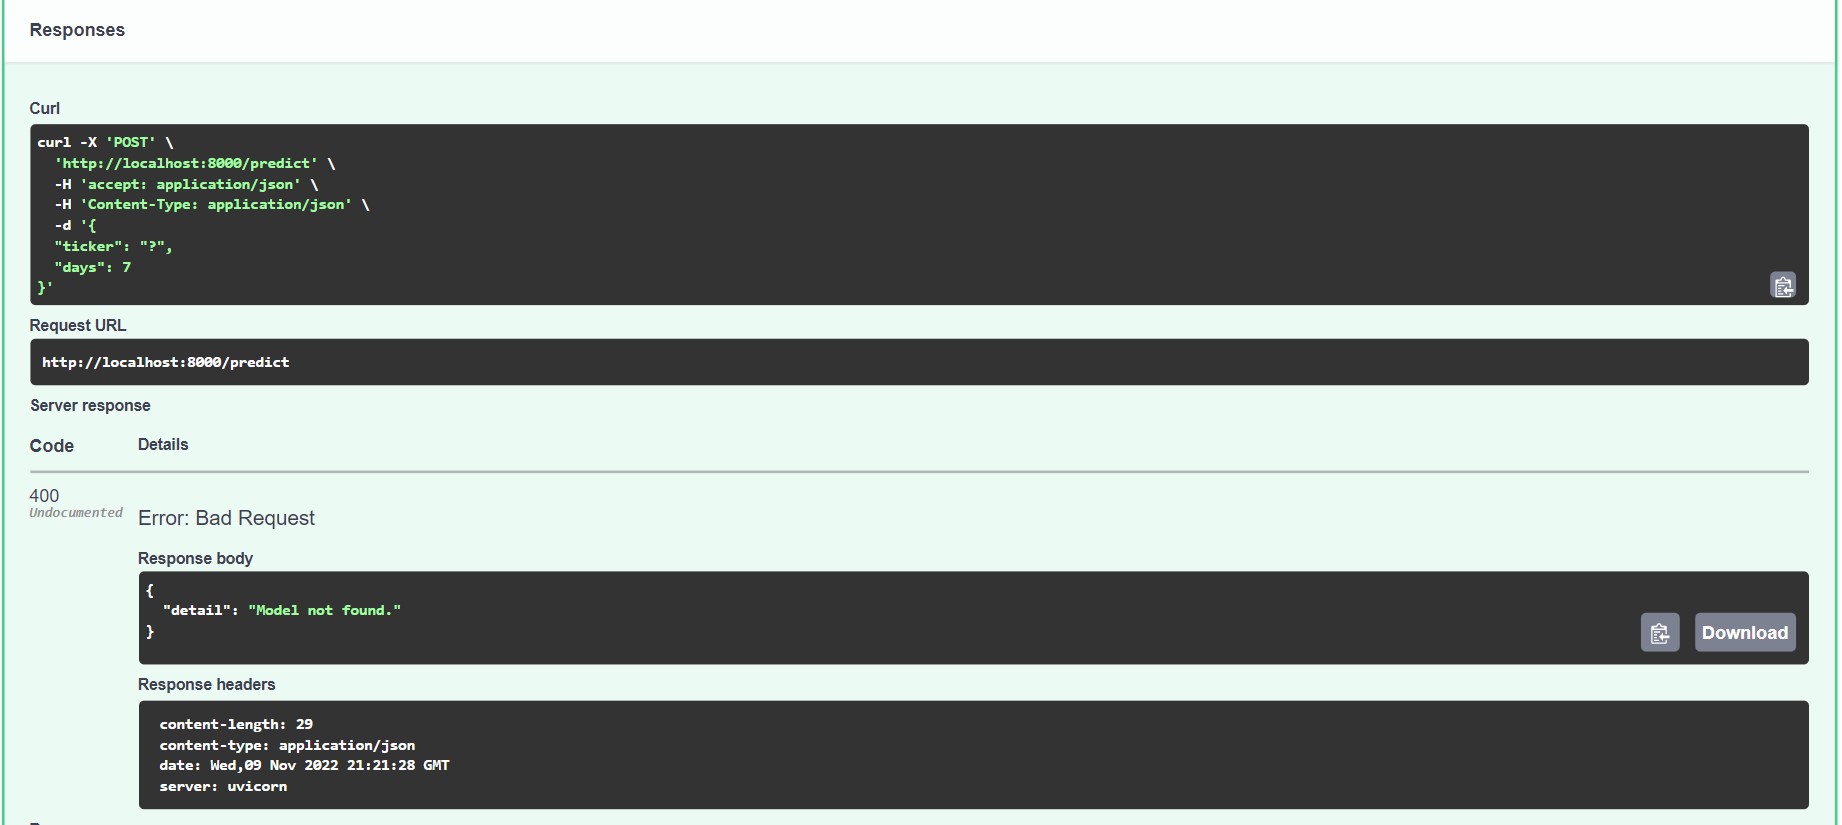 Responses
Curl
curl -X 'POST' \
'http://localhost:8000/predict' \
-H 'accept: application/json' \
-H 'Content-Type: application/json' \
-d '{
"ticker": "?",
"days": 7
}'
Request URL
http://localhost:8000/predict
Server response
Code Details
400
Undocumented
Error: Bad Request
Response body
{
"detail": "Model not found."
}
Download
Response headers
content-length: 29
content-type: application/json
date: Wed,09 Nov 2022 21:21:28 GMT
server: uvicorn